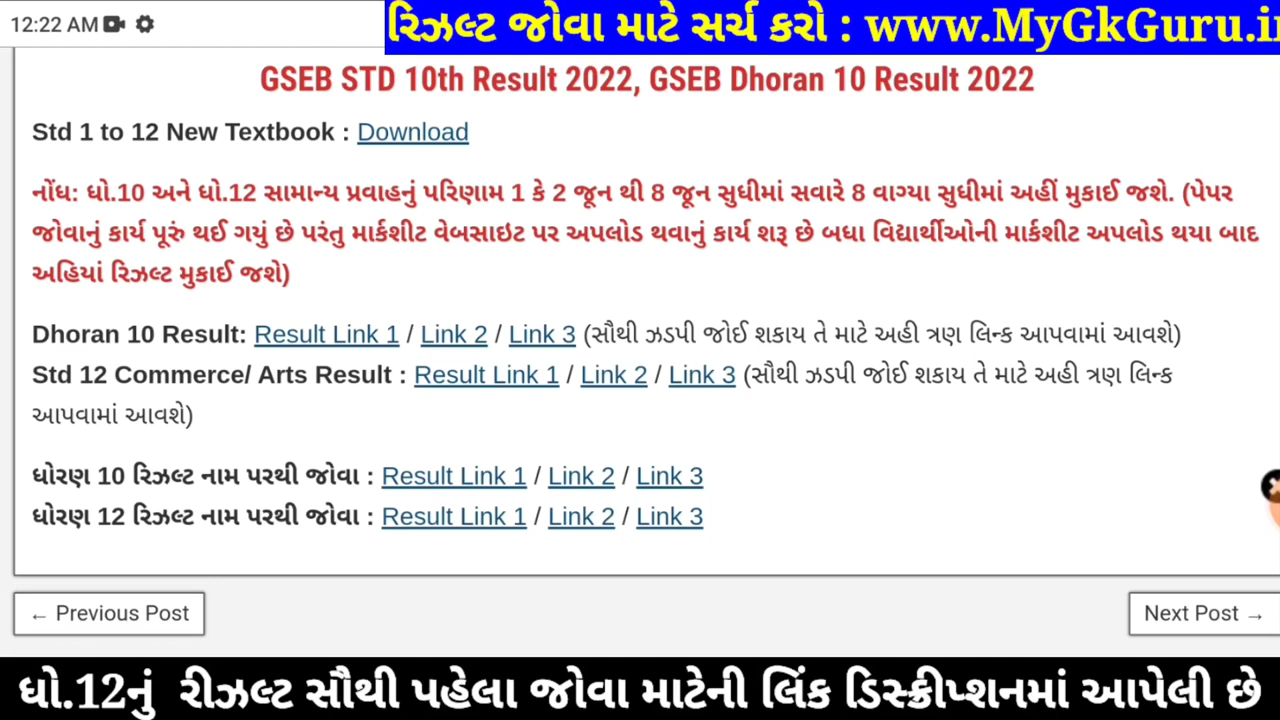 12:22 AM
રિઝલ્ટ જોવા માટે સર્ચ કરો : www.MyGkGuru.i
GSEB STD 10th Result 2022, GSEB Dhoran 10 Result 2022
Std 1 to 12 New Textbook : Download
નોંધ: ધો.10 અને ધો.12 સામાન્ય પ્રવાહનું પરિણામ 1 કે 2 જૂન થી 8 જૂન સુધીમાં સવારે 8 વાગ્યા સુધીમાં અહીં મુકાઈ જશે. (પેપર
જોવાનું કાર્ય પૂરું થઈ ગયું છે પરંતુ માર્કશીટ વેબસાઇટ પર અપલોડ થવાનું કાર્ય શરૂ છે બધા વિદ્યાર્થીઓની માર્કશીટ અપલોડ થયા બાદ
અહિયાં રિઝલ્ટ મુકાઈ જશે)
Dhoran 10 Result: Result Link 1 / Link 2 / Link 3 (સૌથી ઝડપી જોઈ શકાય તે માટે અહી ત્રણ લિન્ક આપવામાં આવશે)
Std 12 Commerce/ Arts Result : Result Link 1 / Link 2 / Link 3 (સૌથી ઝડપી જોઈ શકાય તે માટે અહી ત્રણ લિન્ક
આપવામાં આવશે)
ધોરણ 10 રિઝલ્ટ નામ પરથી જોવા : Result Link 1 / Link 2 / Link 3
ધોરણ 12 રિઝલ્ટ નામ પરથી જોવા : Result Link 1 / Link 2 / Link 3
← Previous Post
Next Post →
ધો.12નું રીઝલ્ટ સૌથી પહેલા જોવા માટેની લિંક ડિસ્ક્રીપ્શનમાં આપેલી છે